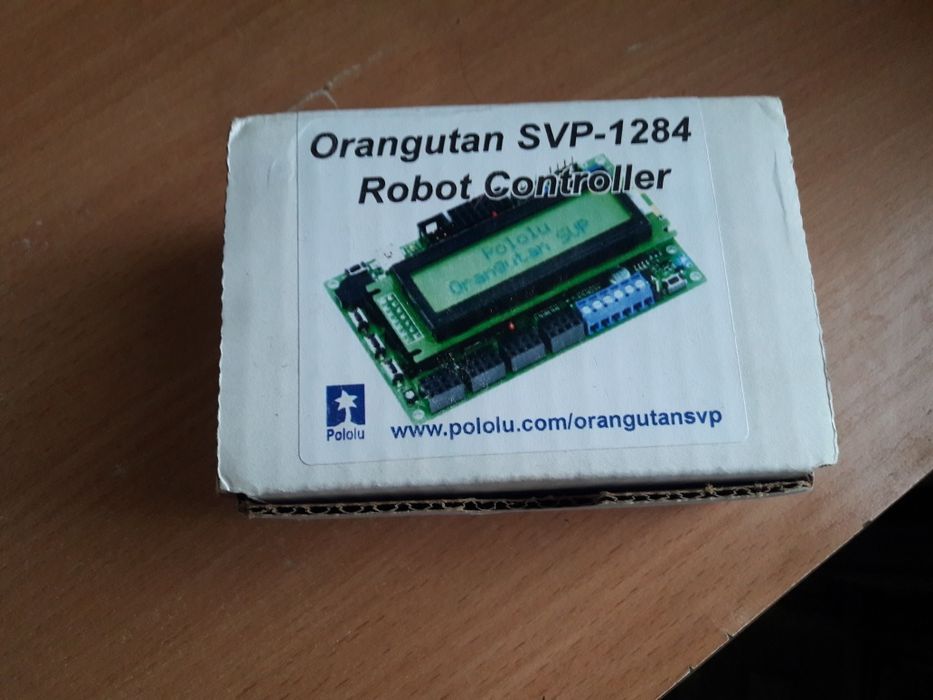 Orangutan SVP-1284
Robot Controller
Pololu
Orangutan SVP
Pololu
www.pololu.com/orangutansvp